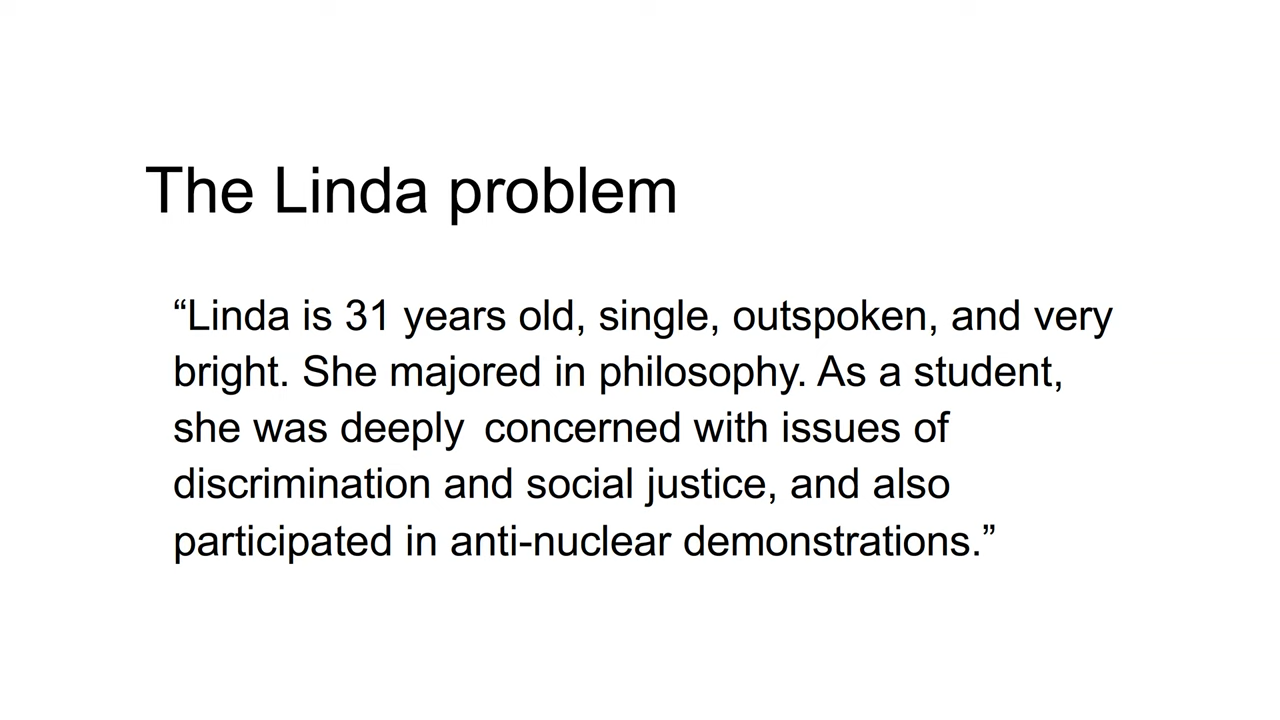 The Linda problem
“Linda is 31 years old, single, outspoken, and very
bright. She majored in philosophy. As a student,
she was deeply concerned with issues of
discrimination and social justice, and also
participated in anti-nuclear demonstrations.”